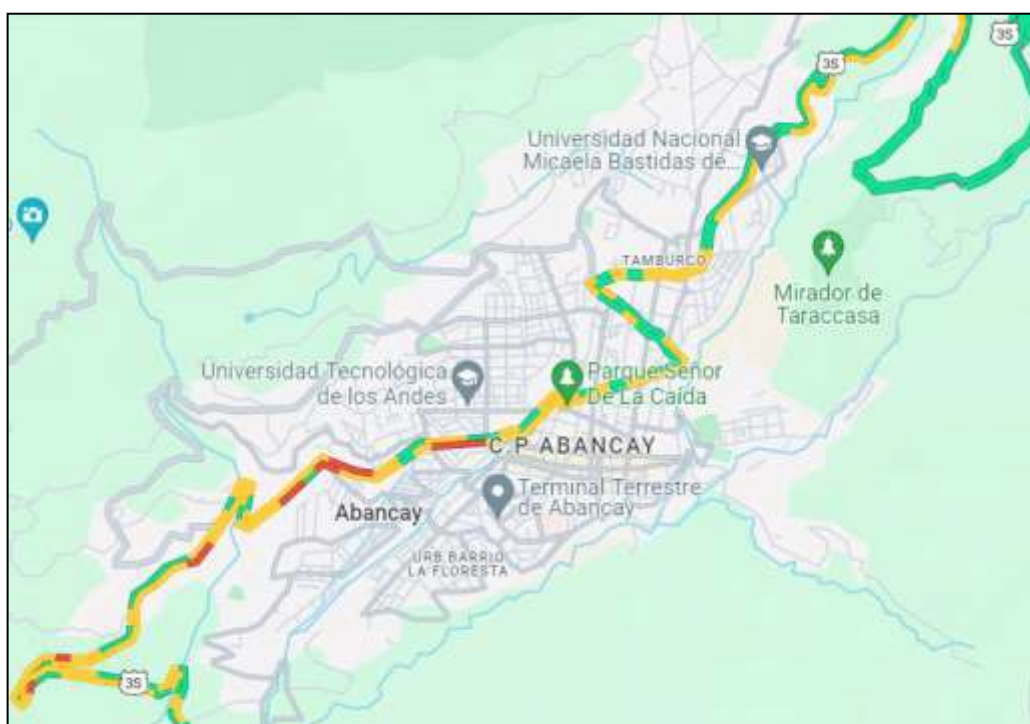 3S
3S
Universidad Nacional
Micaela Bastidas de...
TAMBURCO
Mirador de
Taraccasa
Universidad Tecnológica
de los Andes
Parque Señor
De La Caída
C.P ABANCAY
Terminal Terrestre
de Abancay
Abancay
URB BARRIO
LA FLORESTA
3S